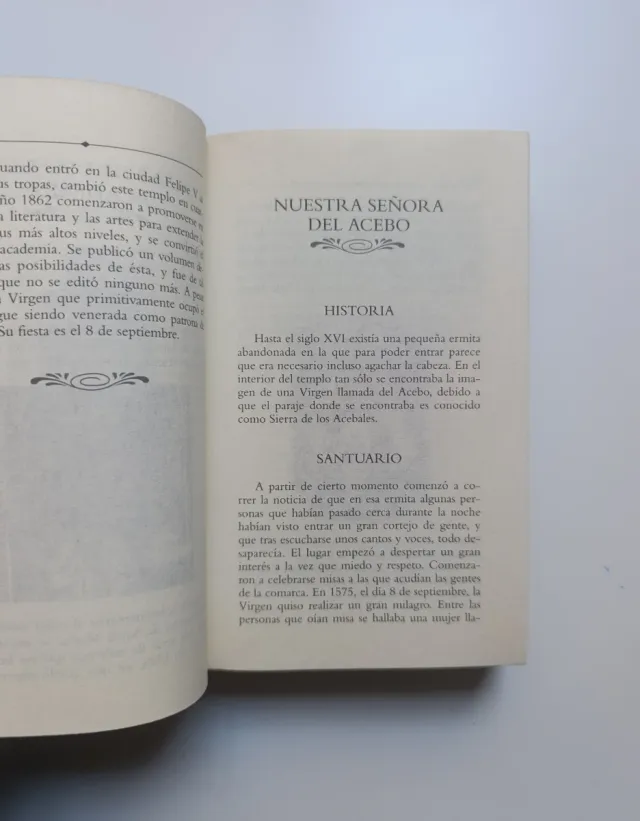 uando entró en la ciudad Felipe V
us tropas, cambió este templo en
ño 1862 comenzaron a promoverse
a literatura y las artes para extender
us más altos niveles, y se convirtió
academia. Se publicó un volumen
as posibilidades de ésta, y fue de
que no se editó ninguno más. A
Virgen que primitivamente ocupó
gue siendo venerada como patrona
Su fiesta es el 8 de septiembre.
NUESTRA SEÑORA
DEL ACEBO
HISTORIA
Hasta el siglo XVI existía una pequeña ermita
abandonada en la que para poder entrar parece
que era necesario incluso agachar la cabeza. En el
interior del templo tan sólo se encontraba la ima-
gen de una Virgen llamada del Acebo, debido a
que el paraje donde se encontraba es conocido
como Sierra de los Acebales.
SANTUARIO
A partir de cierto momento comenzó a co-
rrer la noticia de que en esa ermita algunas per-
sonas que habían pasado cerca durante la noche
habían visto entrar un gran cortejo de gente, y
que tras escucharse unos cantos y voces, todo de-
saparecía. El lugar empezó a despertar un gran
interés a la vez que miedo y respeto. Comenza-
ron a celebrarse misas a las que acudían las gentes
de la comarca. En 1575, el día 8 de septiembre, la
Virgen quiso realizar un gran milagro. Entre las
personas que oían misa se hallaba una mujer lla-